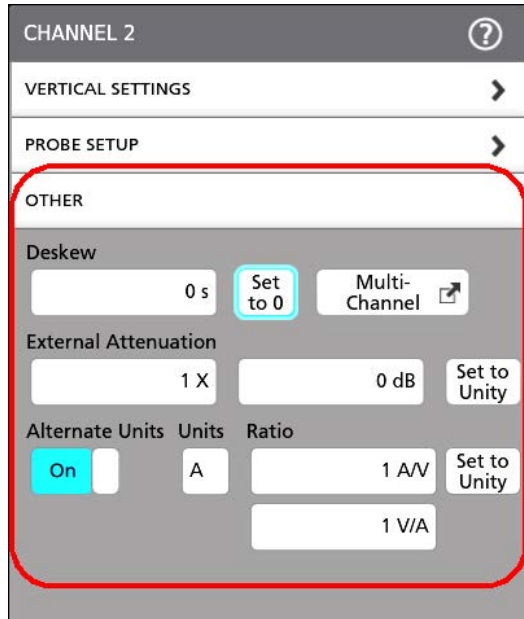 CHANNEL 2 ?
VERTICAL SETTINGS
PROBE SETUP
OTHER
Deskew
0 s Set to 0 Multi-Channel
External Attenuation
1 X 0 dB Set to Unity
Alternate Units Units Ratio
On A 1 A/V Set to Unity
1 V/A